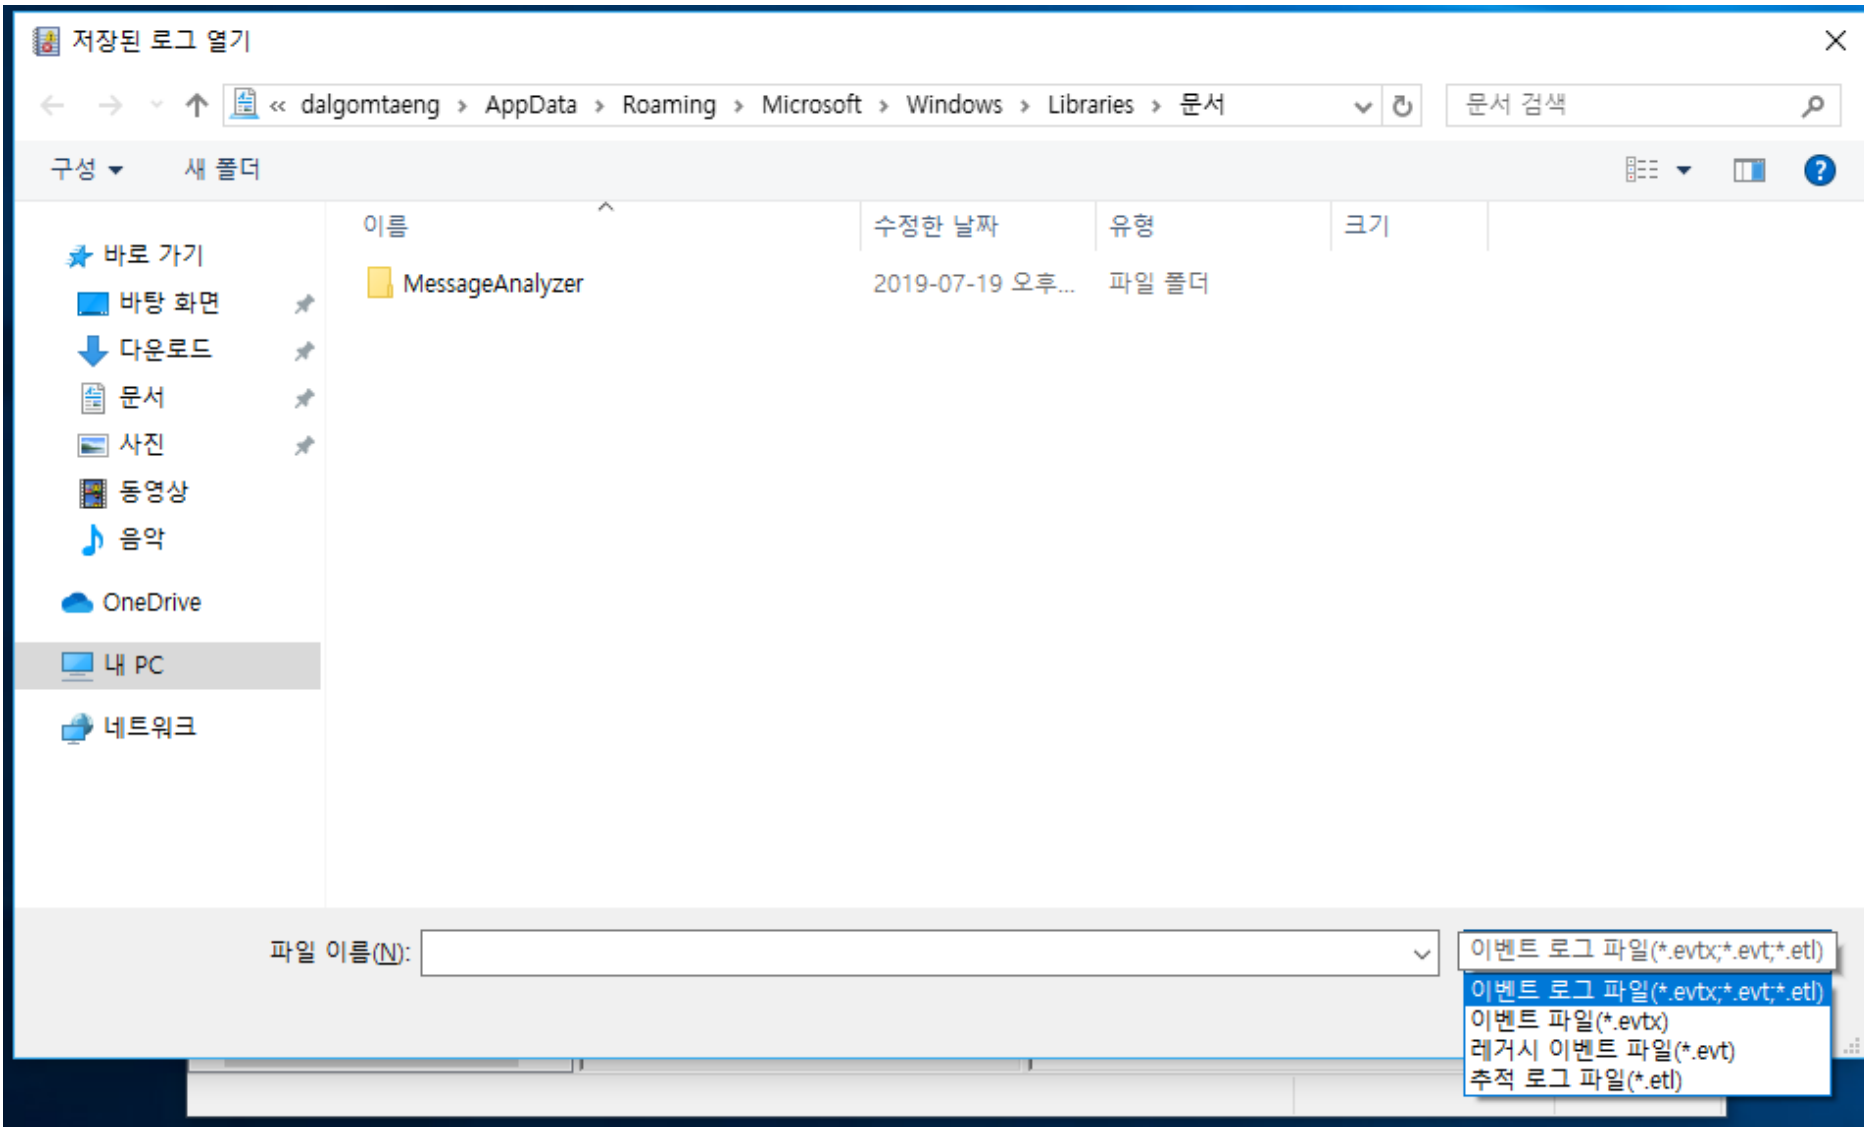 저장된 로그 열기
« dalgomtaeng › AppData › Roaming › Microsoft › Windows › Libraries › 문서
문서 검색
구성
새 폴더
이름
수정한 날짜
유형
크기
MessageAnalyzer
2019-07-19 오후...
파일 폴더
바로 가기
바탕 화면
다운로드
문서
사진
동영상
음악
OneDrive
내 PC
네트워크
파일 이름(N):
이벤트 로그 파일(*.evtx;*.evt;*.etl)
이벤트 로그 파일(*.evtx;*.evt;*.etl)
이벤트 파일(*.evtx)
레거시 이벤트 파일(*.evt)
추적 로그 파일(*.etl)